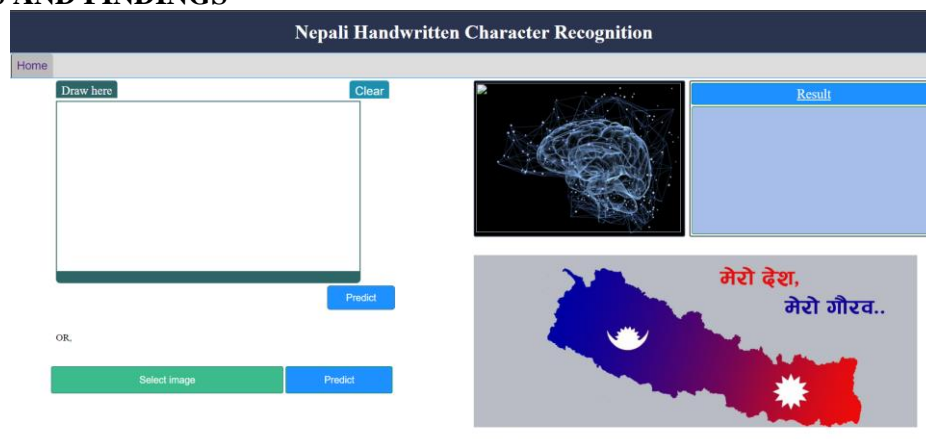 AND FINDINGS
Nepali Handwritten Character Recognition
Home
Draw here
Clear
Predict
OR,
Select image
Predict
Result
मेरो देश,
मेरो गौरव..